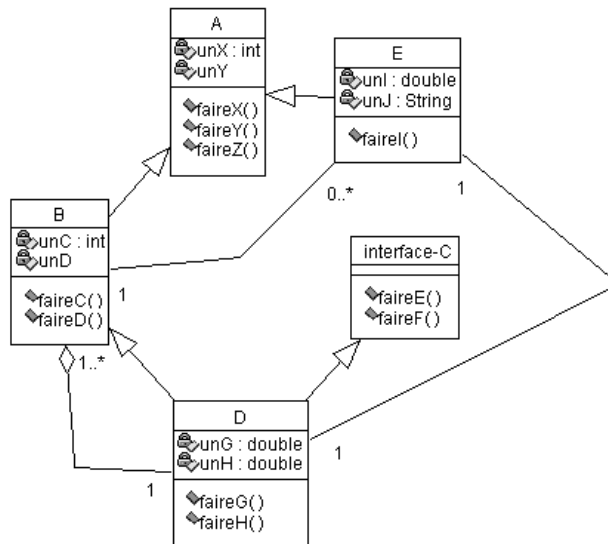 A
unX : int
unY
faireX()
faireY()
faireZ()
E
unI : double
unJ : String
faireI()
0..*
1
B
unC : int
unD
faireC()
faireD()
1
1..*
interface-C
faireE()
faireF()
D
unG : double
unH : double
faireG()
faireH()
1
1